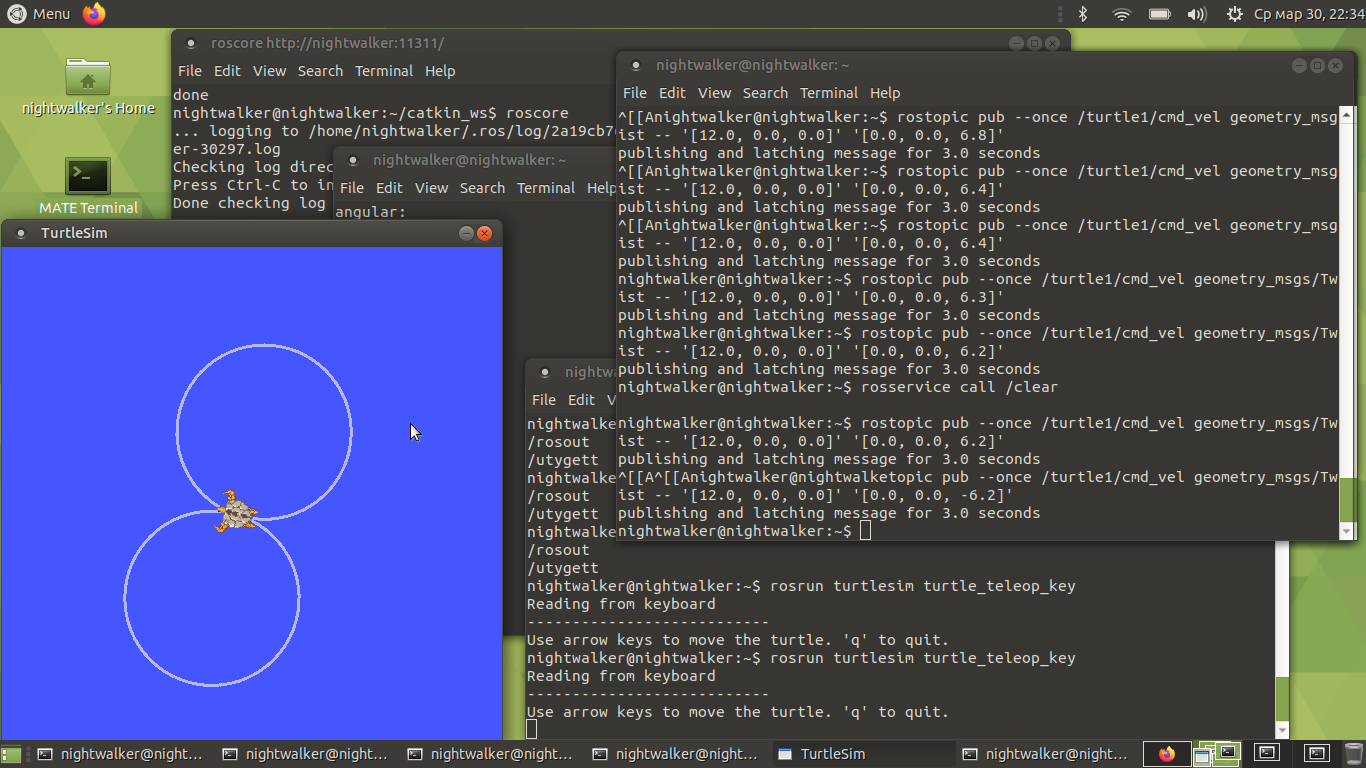 Menu
Ср мар 30, 22:34
nightwalker's Home
MATE Terminal
roscore http://nightwalker:11311/
File Edit View Search Terminal Help
done
nightwalker@nightwalker:~/catkin_ws$ roscore
... logging to /home/nightwalker/.ros/log/2a19cb7
er-30297.log
Checking log direc
Press Ctrl-C to in
Done checking log
nightwalker@nightwalker: ~
File Edit View Search Terminal Help
angular:
TurtleSim
nightwalker@nightwalker: ~
File Edit View Search Terminal Help
^[[Anightwalker@nightwalker:~$ rostopic pub --once /turtle1/cmd_vel geometry_msg
ist -- '[12.0, 0.0, 0.0]' '[0.0, 0.0, 6.8]'
publishing and latching message for 3.0 seconds
^[[Anightwalker@nightwalker:~$ rostopic pub --once /turtle1/cmd_vel geometry_msg
ist -- '[12.0, 0.0, 0.0]' '[0.0, 0.0, 6.4]'
publishing and latching message for 3.0 seconds
^[[Anightwalker@nightwalker:~$ rostopic pub --once /turtle1/cmd_vel geometry_msg
ist -- '[12.0, 0.0, 0.0]' '[0.0, 0.0, 6.4]'
publishing and latching message for 3.0 seconds
nightwalker@nightwalker:~$ rostopic pub --once /turtle1/cmd_vel geometry_msgs/Tw
ist -- '[12.0, 0.0, 0.0]' '[0.0, 0.0, 6.3]'
publishing and latching message for 3.0 seconds
nightwalker@nightwalker:~$ rostopic pub --once /turtle1/cmd_vel geometry_msgs/Tw
ist -- '[12.0, 0.0, 0.0]' '[0.0, 0.0, 6.2]'
publishing and latching message for 3.0 seconds
nightwalker@nightwalker:~$ rosservice call /clear
nightwalker@nightwalker:~$ rostopic pub --once /turtle1/cmd_vel geometry_msgs/Tw
ist -- '[12.0, 0.0, 0.0]' '[0.0, 0.0, 6.2]'
publishing and latching message for 3.0 seconds
^[[A^[[Anightwalker@nightwalketopic pub --once /turtle1/cmd_vel geometry_msgs/Tw
ist -- '[12.0, 0.0, 0.0]' '[0.0, 0.0, -6.2]'
publishing and latching message for 3.0 seconds
nightwalker@nightwalker:~$
nightwa
File Edit V
nightwalke
/rosout
/utygett
nightwalke
/rosout
/utygett
nightwalke
/rosout
/utygett
nightwalker@nightwalker:~$ rosrun turtlesim turtle_teleop_key
Reading from keyboard
---------------------------
Use arrow keys to move the turtle. 'q' to quit.
nightwalker@nightwalker:~$ rosrun turtlesim turtle_teleop_key
Reading from keyboard
---------------------------
Use arrow keys to move the turtle. 'q' to quit.
nightwalker@night...
nightwalker@night...
nightwalker@night...
nightwalker@night...
TurtleSim
nightwalker@night...